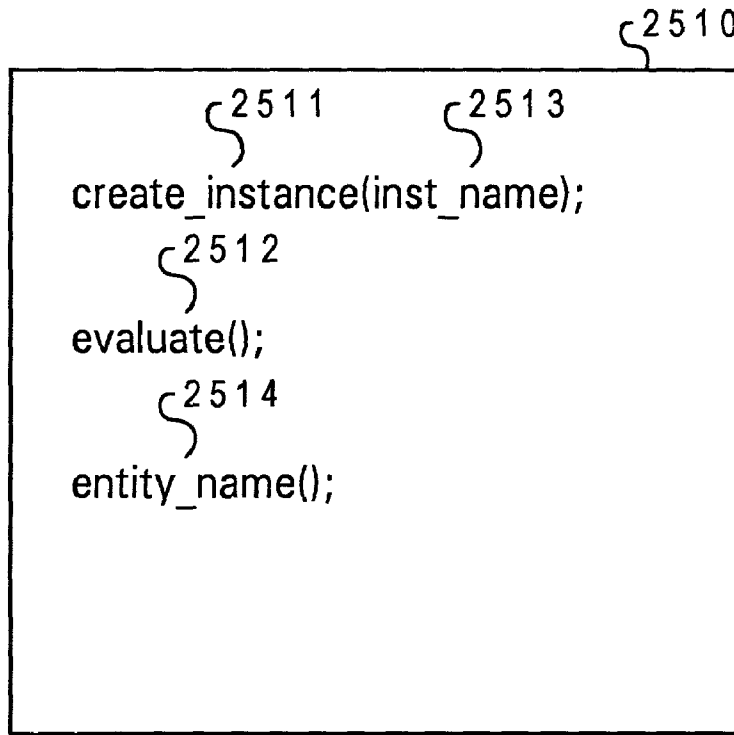 2510
2511 2513
create_instance(inst_name);
2512
evaluate();
2514
entity_name();